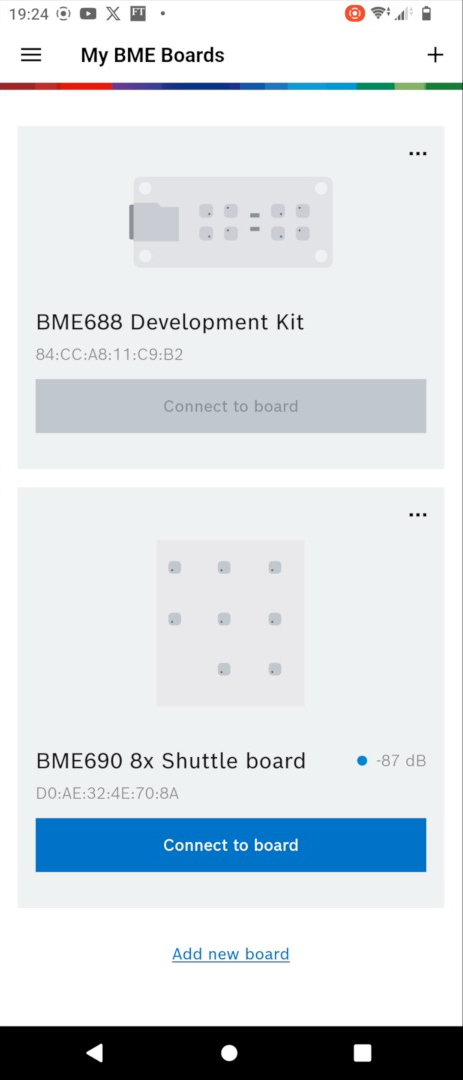 19:24 FT
My BME Boards
BME688 Development Kit
84:CC:A8:11:C9:B2
Connect to board
BME690 8x Shuttle board -87 dB
D0:AE:32:4E:70:8A
Connect to board
Add new board